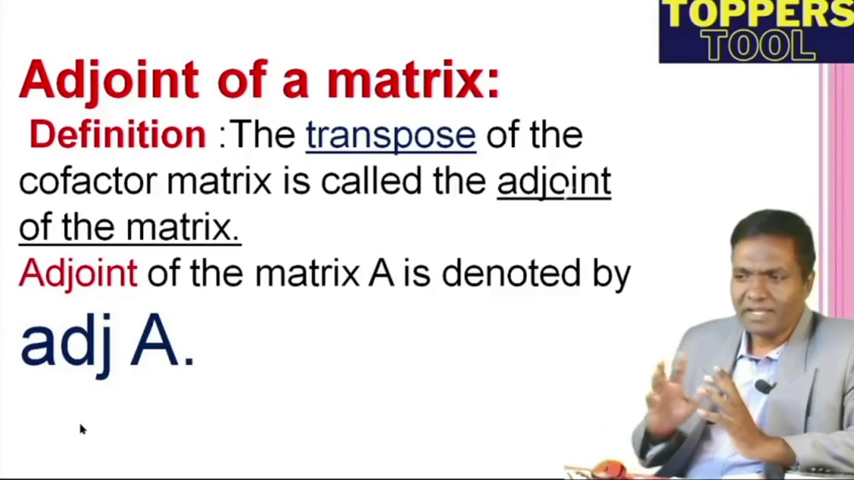 TOPPERS
TOOL
Adjoint of a matrix:
Definition :The transpose of the
cofactor matrix is called the adjoint
of the matrix.
Adjoint of the matrix A is denoted by
adj A.